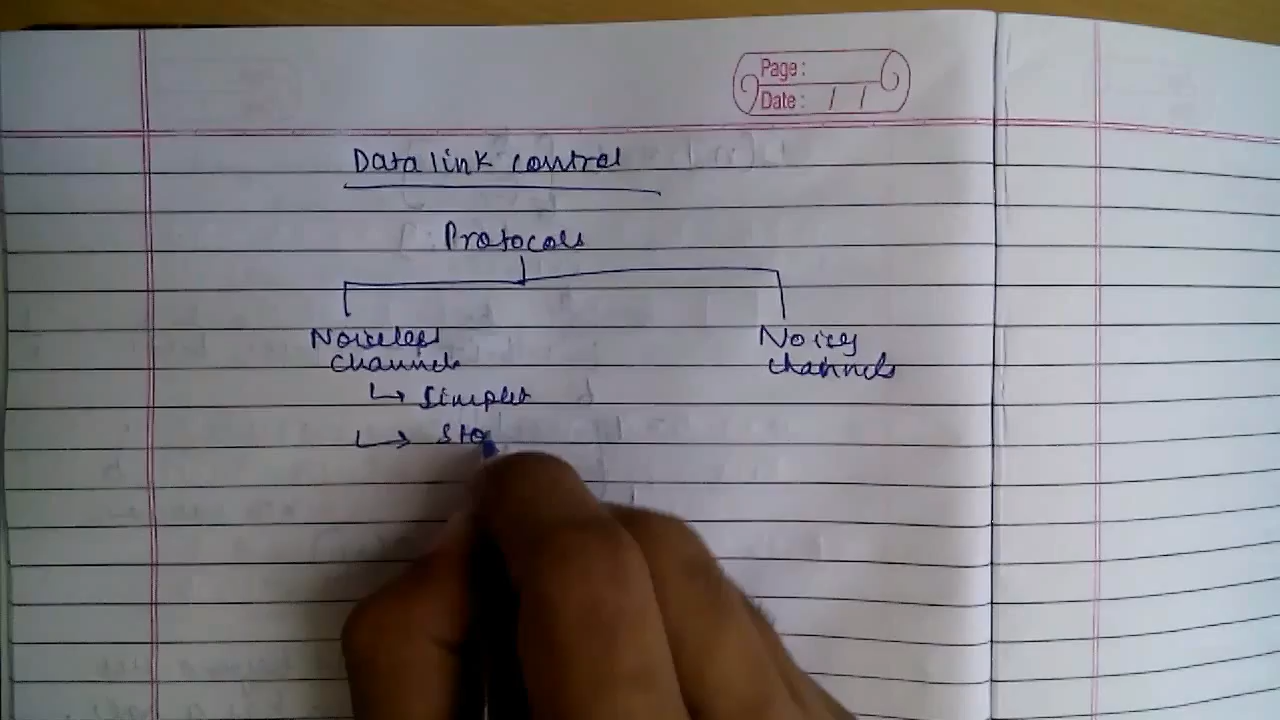 Page:
Date: / /
Data link control
Protocols
Noiseless Noisy
channels channels
↳ Simplest
↳ Sto